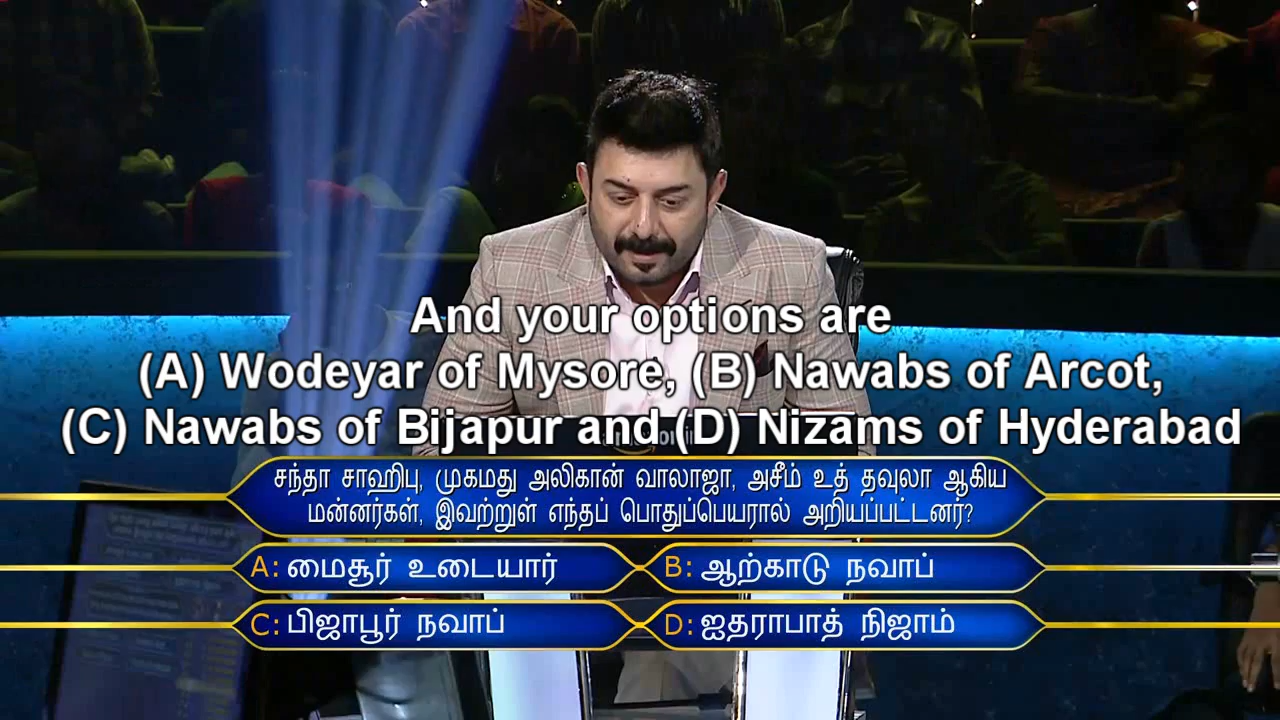 And your options are
(A) Wodeyar of Mysore, (B) Nawabs of Arcot,
(C) Nawabs of Bijapur and (D) Nizams of Hyderabad
சந்தா சாஹிபு, முகமது அலிகான் வாலாஜா, அசீம் உத் தவுலா ஆகிய
மன்னர்கள், இவற்றுள் எந்தப் பொதுப்பெயரால் அறியப்பட்டனர்?
A: மைசூர் உடையார்
B: ஆற்காடு நவாப்
C: பிஜாபூர் நவாப்
D: ஐதராபாத் நிஜாம்